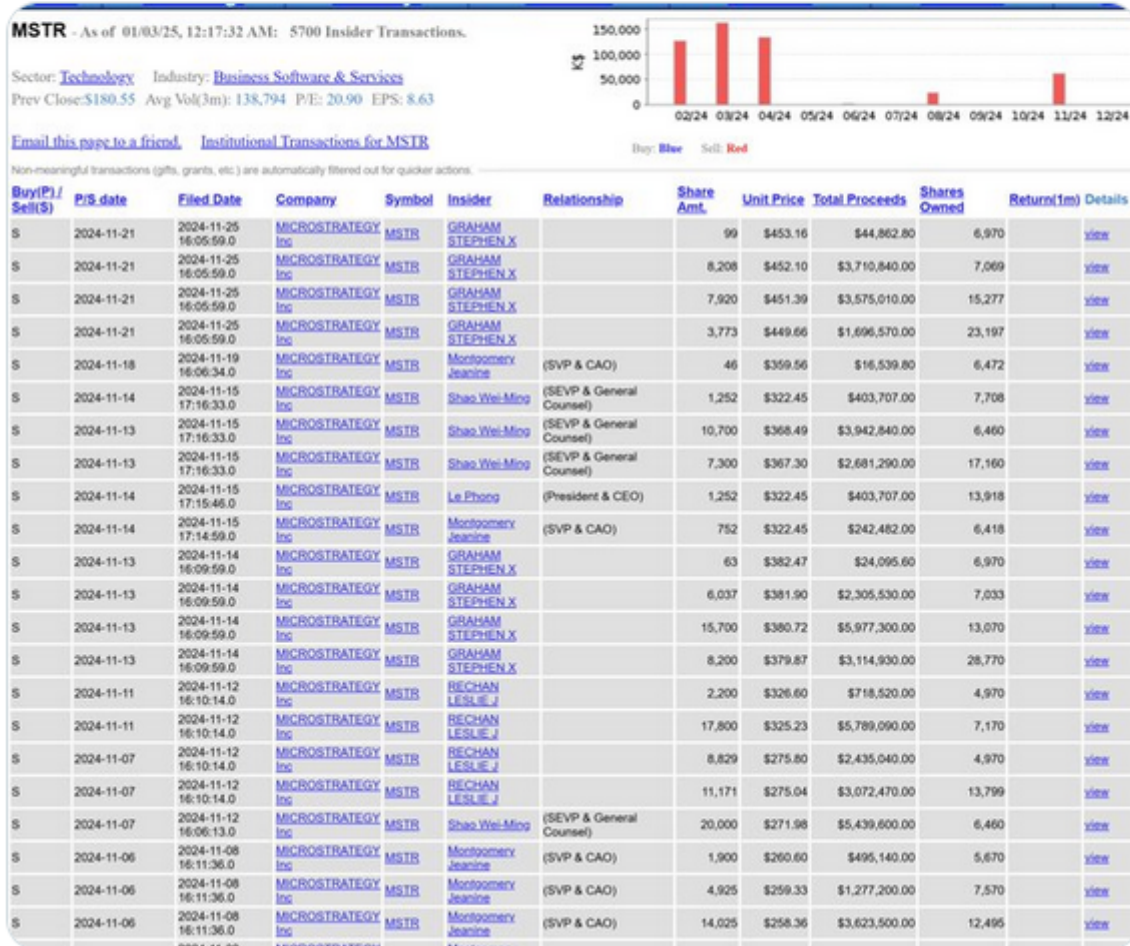 MSTR - As of 01/03/25, 12:17:32 AM: 5700 Insider Transactions.
Sector: Technology Industry: Business Software & Services
Prev Close:$180.55 Avg Vol(3m): 138,794 P/E: 20.90 EPS: 8.63
Email this page to a friend. Institutional Transactions for MSTR
K$
150,000
100,000
50,000
0
02/24 03/24 04/24 05/24 06/24 07/24 08/24 09/24 10/24 11/24 12/24
Buy: Blue Sell: Red
Non-meaningful transactions (gifts, grants, etc.) are automatically filtered out for quicker actions.
Buy(P) / Sell(S) P/S date Filed Date Company Symbol Insider Relationship Share Amt. Unit Price Total Proceeds Shares Owned Return(1m) Details
S 2024-11-21 2024-11-25 16:05:59.0 MICROSTRATEGY Inc MSTR GRAHAM STEPHEN X 99 $453.16 $44,862.80 6,970 view
S 2024-11-21 2024-11-25 16:05:59.0 MICROSTRATEGY Inc MSTR GRAHAM STEPHEN X 8,208 $452.10 $3,710,840.00 7,069 view
S 2024-11-21 2024-11-25 16:05:59.0 MICROSTRATEGY Inc MSTR GRAHAM STEPHEN X 7,920 $451.39 $3,575,010.00 15,277 view
S 2024-11-21 2024-11-25 16:05:59.0 MICROSTRATEGY Inc MSTR GRAHAM STEPHEN X 3,773 $449.66 $1,696,570.00 23,197 view
S 2024-11-18 2024-11-19 16:06:34.0 MICROSTRATEGY Inc MSTR Montgomery Jeanine (SVP & CAO) 46 $359.56 $16,539.80 6,472 view
S 2024-11-14 2024-11-15 17:16:33.0 MICROSTRATEGY Inc MSTR Shao Wei-Ming (SEVP & General Counsel) 1,252 $322.45 $403,707.00 7,708 view
S 2024-11-13 2024-11-15 17:16:33.0 MICROSTRATEGY Inc MSTR Shao Wei-Ming (SEVP & General Counsel) 10,700 $368.49 $3,942,840.00 6,460 view
S 2024-11-13 2024-11-15 17:16:33.0 MICROSTRATEGY Inc MSTR Shao Wei-Ming (SEVP & General Counsel) 7,300 $367.30 $2,681,290.00 17,160 view
S 2024-11-14 2024-11-15 17:15:46.0 MICROSTRATEGY Inc MSTR Le Phong (President & CEO) 1,252 $322.45 $403,707.00 13,918 view
S 2024-11-14 2024-11-15 17:14:59.0 MICROSTRATEGY Inc MSTR Montgomery Jeanine (SVP & CAO) 752 $322.45 $242,482.00 6,418 view
S 2024-11-13 2024-11-14 16:09:59.0 MICROSTRATEGY Inc MSTR GRAHAM STEPHEN X 63 $382.47 $24,095.60 6,970 view
S 2024-11-13 2024-11-14 16:09:59.0 MICROSTRATEGY Inc MSTR GRAHAM STEPHEN X 6,037 $381.90 $2,305,530.00 7,033 view
S 2024-11-13 2024-11-14 16:09:59.0 MICROSTRATEGY Inc MSTR GRAHAM STEPHEN X 15,700 $380.72 $5,977,300.00 13,070 view
S 2024-11-13 2024-11-14 16:09:59.0 MICROSTRATEGY Inc MSTR GRAHAM STEPHEN X 8,200 $379.87 $3,114,930.00 28,770 view
S 2024-11-11 2024-11-12 16:10:14.0 MICROSTRATEGY Inc MSTR RECHAN LESLIE J 2,200 $326.60 $718,520.00 4,970 view
S 2024-11-11 2024-11-12 16:10:14.0 MICROSTRATEGY Inc MSTR RECHAN LESLIE J 17,800 $325.23 $5,789,090.00 7,170 view
S 2024-11-07 2024-11-12 16:10:14.0 MICROSTRATEGY Inc MSTR RECHAN LESLIE J 8,829 $275.80 $2,435,040.00 4,970 view
S 2024-11-07 2024-11-12 16:10:14.0 MICROSTRATEGY Inc MSTR RECHAN LESLIE J 11,171 $275.04 $3,072,470.00 13,799 view
S 2024-11-07 2024-11-12 16:06:13.0 MICROSTRATEGY Inc MSTR Shao Wei-Ming (SEVP & General Counsel) 20,000 $271.98 $5,439,600.00 6,460 view
S 2024-11-06 2024-11-08 16:11:36.0 MICROSTRATEGY Inc MSTR Montgomery Jeanine (SVP & CAO) 1,900 $260.60 $495,140.00 5,670 view
S 2024-11-06 2024-11-08 16:11:36.0 MICROSTRATEGY Inc MSTR Montgomery Jeanine (SVP & CAO) 4,925 $259.33 $1,277,200.00 7,570 view
S 2024-11-06 2024-11-08 16:11:36.0 MICROSTRATEGY Inc MSTR Montgomery Jeanine (SVP & CAO) 14,025 $258.36 $3,623,500.00 12,495 view